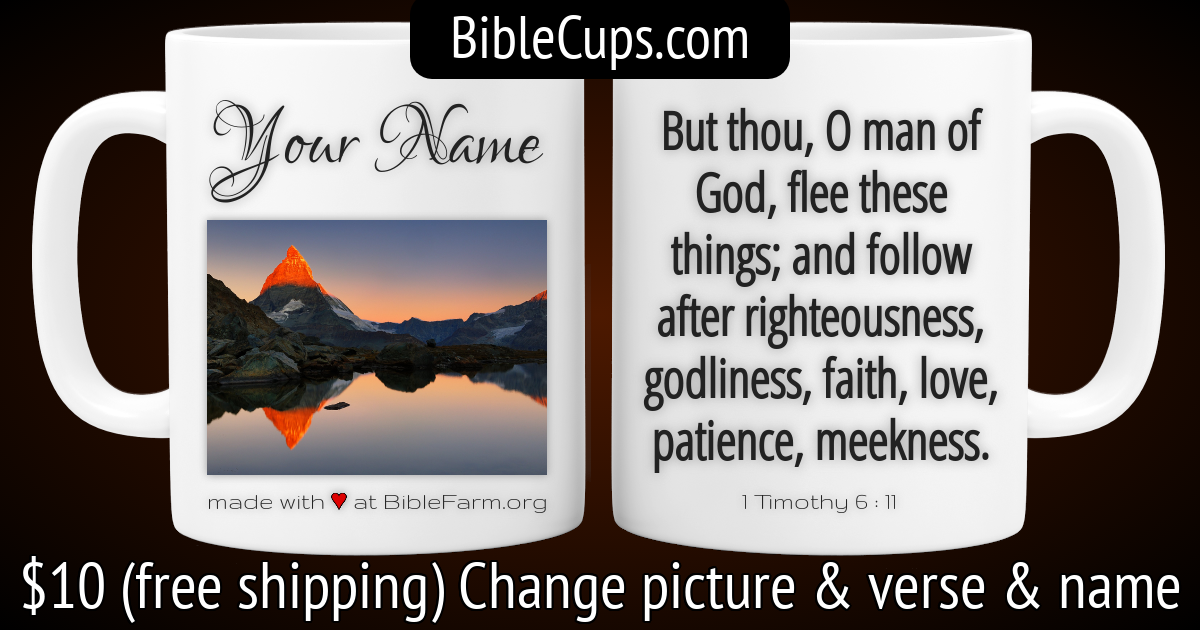 BibleCups.com
Your Name
made with ♥ at BibleFarm.org
But thou, O man of
God, flee these
things; and follow
after righteousness,
godliness, faith, love,
patience, meekness.
1 Timothy 6 : 11
$10 (free shipping) Change picture & verse & name